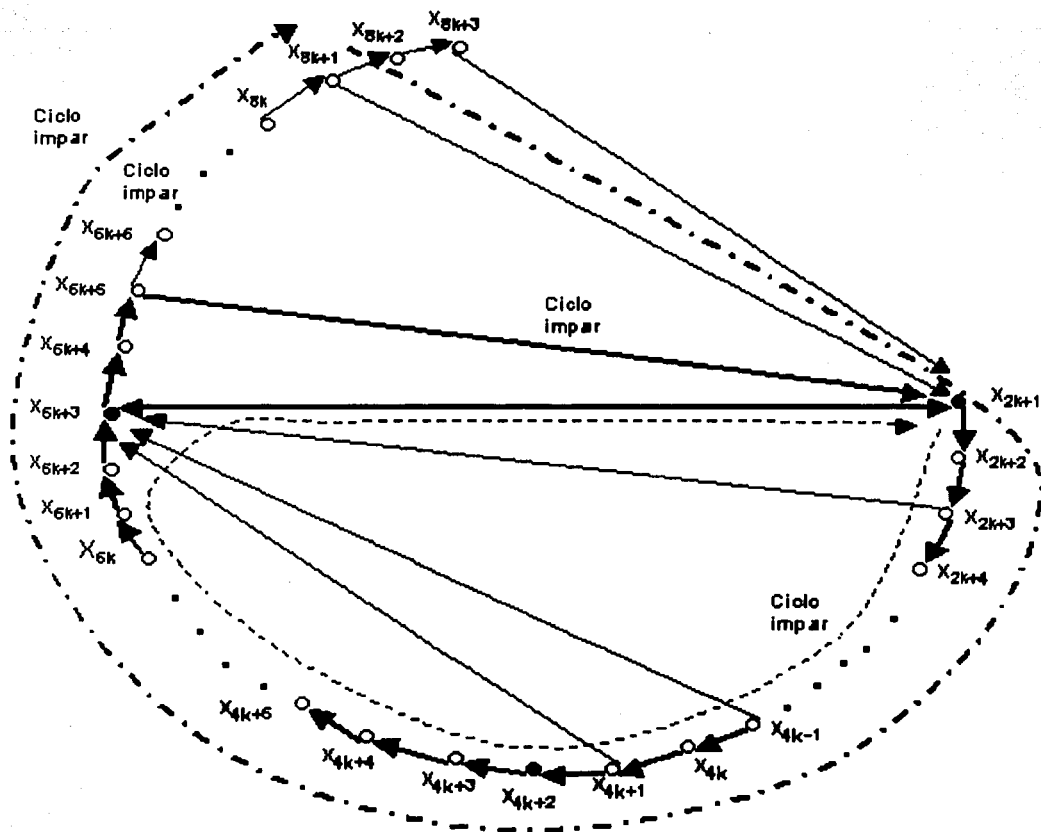 X8k+3
X8k+2
X8k+1
X8k
Ciclo
impar
Ciclo
impar
X6k+6
X6k+5
Ciclo
impar
X6k+4
X6k+3
X2k+1
X6k+2
X2k+2
X6k+1
X2k+3
X6k
X2k+4
Ciclo
impar
X4k+5
X4k-1
X4k+4
X4k
X4k+3
X4k+2
X4k+1